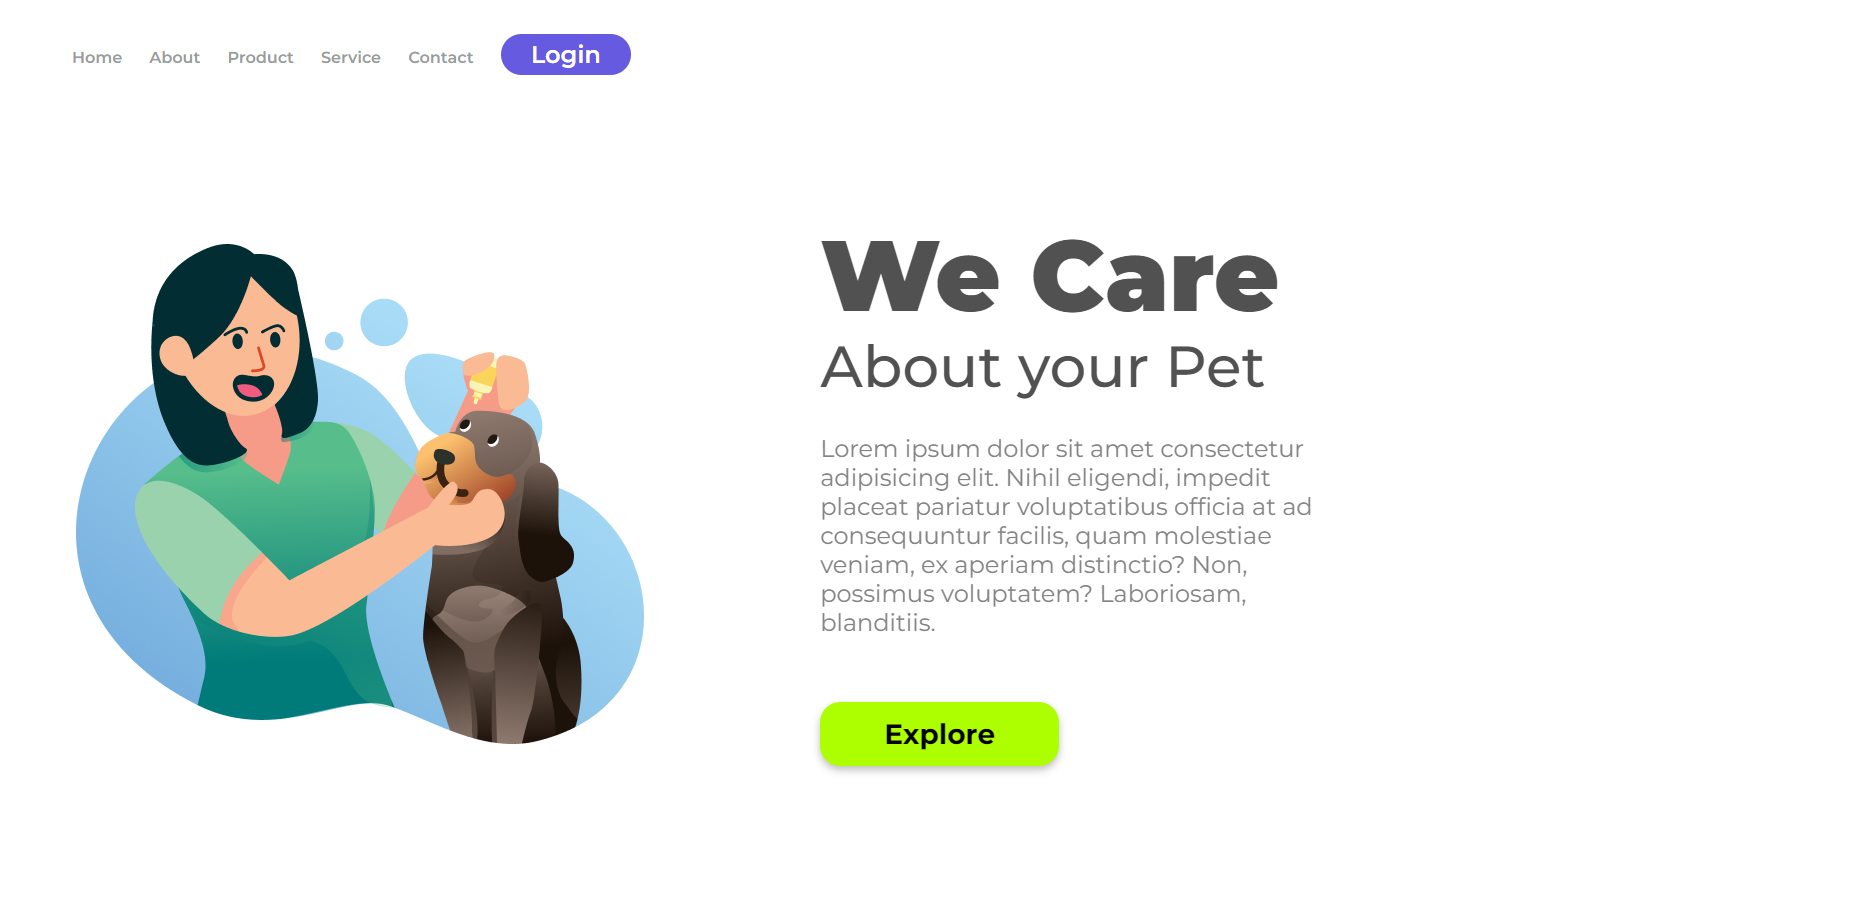 Home About Product Service Contact Login
We Care
About your Pet
Lorem ipsum dolor sit amet consectetur
adipisicing elit. Nihil eligendi, impedit
placeat pariatur voluptatibus officia at ad
consequuntur facilis, quam molestiae
veniam, ex aperiam distinctio? Non,
possimus voluptatem? Laboriosam,
blanditiis.
Explore